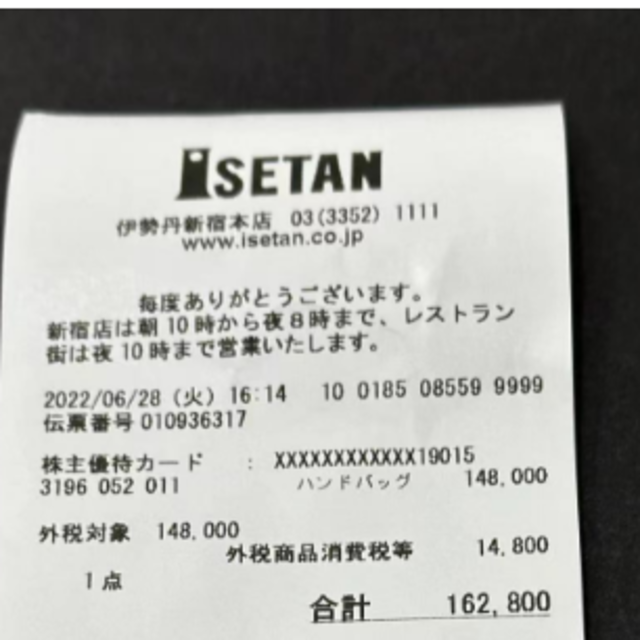 ISETAN
伊勢丹新宿本店 03(3352) 1111
www.isetan.co.jp
毎度ありがとうございます。
新宿店は朝10時から夜8時まで、レストラン
街は夜10時まで営業いたします。
2022/06/28 (火) 16:14 10 0185 08559 9999
伝票番号 010936317
株主優待カード : XXXXXXXXXXXX19015
3196 052 011 ハンドバッグ 148,000
外税対象 148,000
外税商品消費税等 14,800
1点
合計 162,800